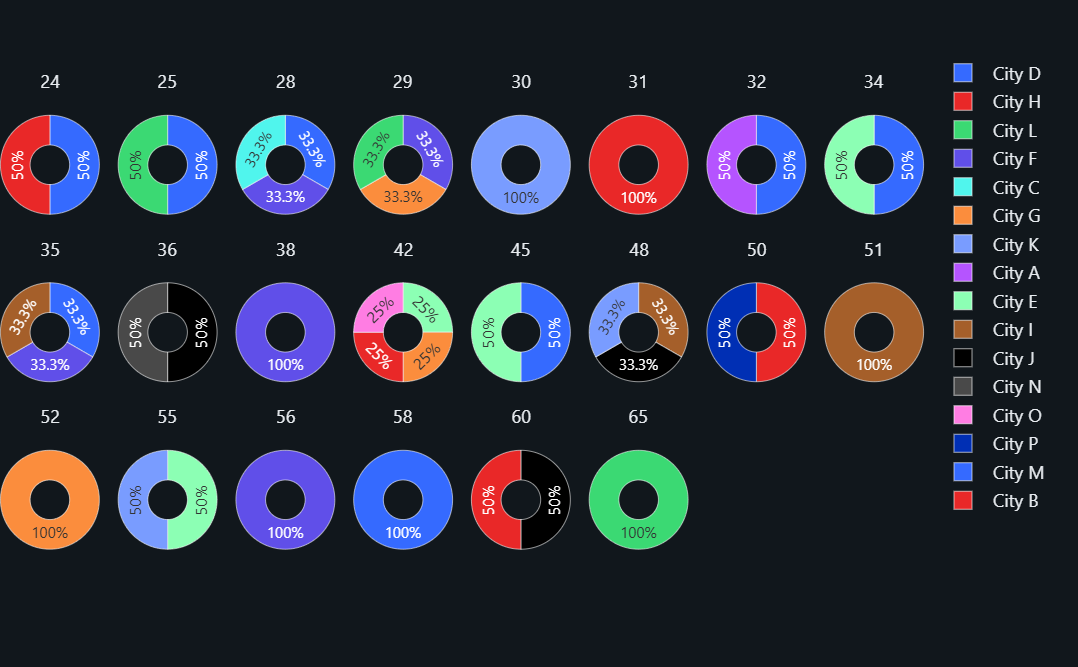 24 25 28 29 30 31 32 34
50% 50% 50% 50% 33.3% 33.3% 33.3% 33.3% 33.3% 33.3% 100% 100% 50% 50% 50% 50%
35 36 38 42 45 48 50 51
33.3% 33.3% 33.3% 50% 50% 100% 25% 25% 25% 25% 50% 50% 33.3% 33.3% 33.3% 50% 50% 100%
52 55 56 58 60 65
100% 50% 50% 100% 100% 50% 50% 100%
City D
City H
City L
City F
City C
City G
City K
City A
City E
City I
City J
City N
City O
City P
City M
City B